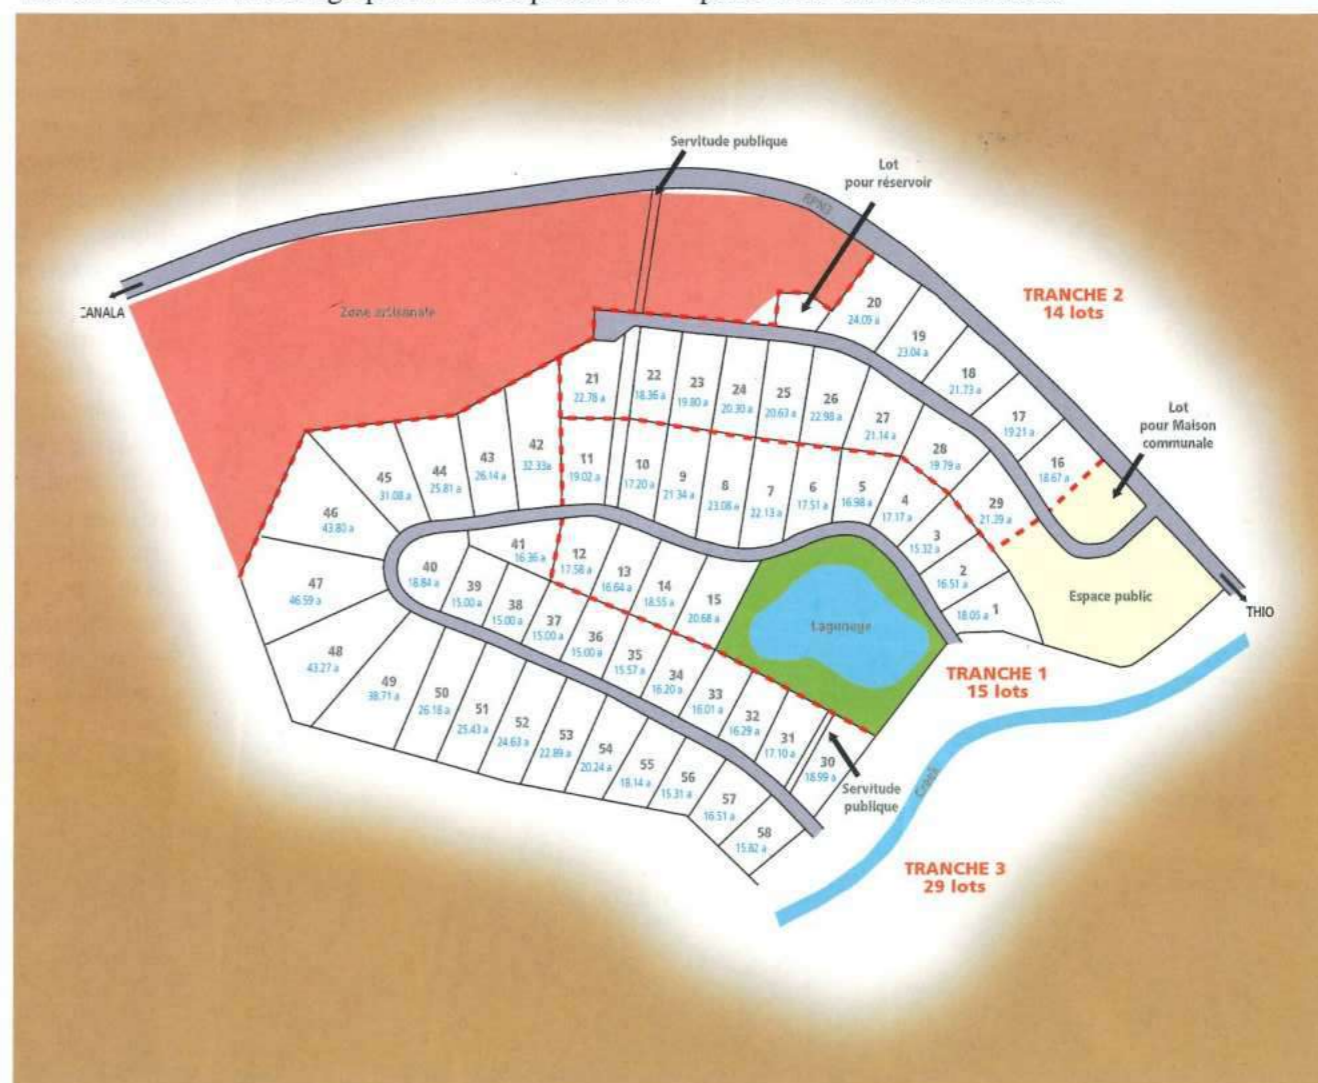 Servitude publique
Lot
pour réservoir
RPN3
CANALA
Zone artisanale
TRANCHE 2
14 lots
Lot
pour Maison
communale
20
24.09 a
19
23.04 a
18
21.73 a
17
19.21 a
16
18.67 a
21
22.78 a
22
18.36 a
23
19.80 a
24
20.30 a
25
20.63 a
26
22.98 a
27
21.14 a
28
19.79 a
29
21.39 a
45
31.08 a
44
25.81 a
43
26.14 a
42
32.33a
11
19.02 a
10
17.20 a
9
21.34 a
8
23.08 a
7
22.13 a
6
17.51 a
5
16.98 a
4
17.17 a
3
15.32 a
2
16.51 a
1
18.05 a
46
43.80 a
47
46.59 a
48
43.27 a
49
38.71 a
50
26.18 a
51
25.43 a
52
24.63 a
53
22.89 a
54
20.24 a
55
18.14 a
56
15.31 a
57
16.51 a
58
15.82 a
40
18.84 a
39
15.00 a
38
15.00 a
37
15.00 a
36
15.00 a
35
15.57 a
34
16.20 a
33
16.01 a
32
16.29 a
31
17.10 a
30
18.99 a
41
16.36 a
12
17.58 a
13
16.64 a
14
18.55 a
15
20.68 a
Lagunage
Espace public
THIO
TRANCHE 1
15 lots
Servitude
publique
Creek
TRANCHE 3
29 lots